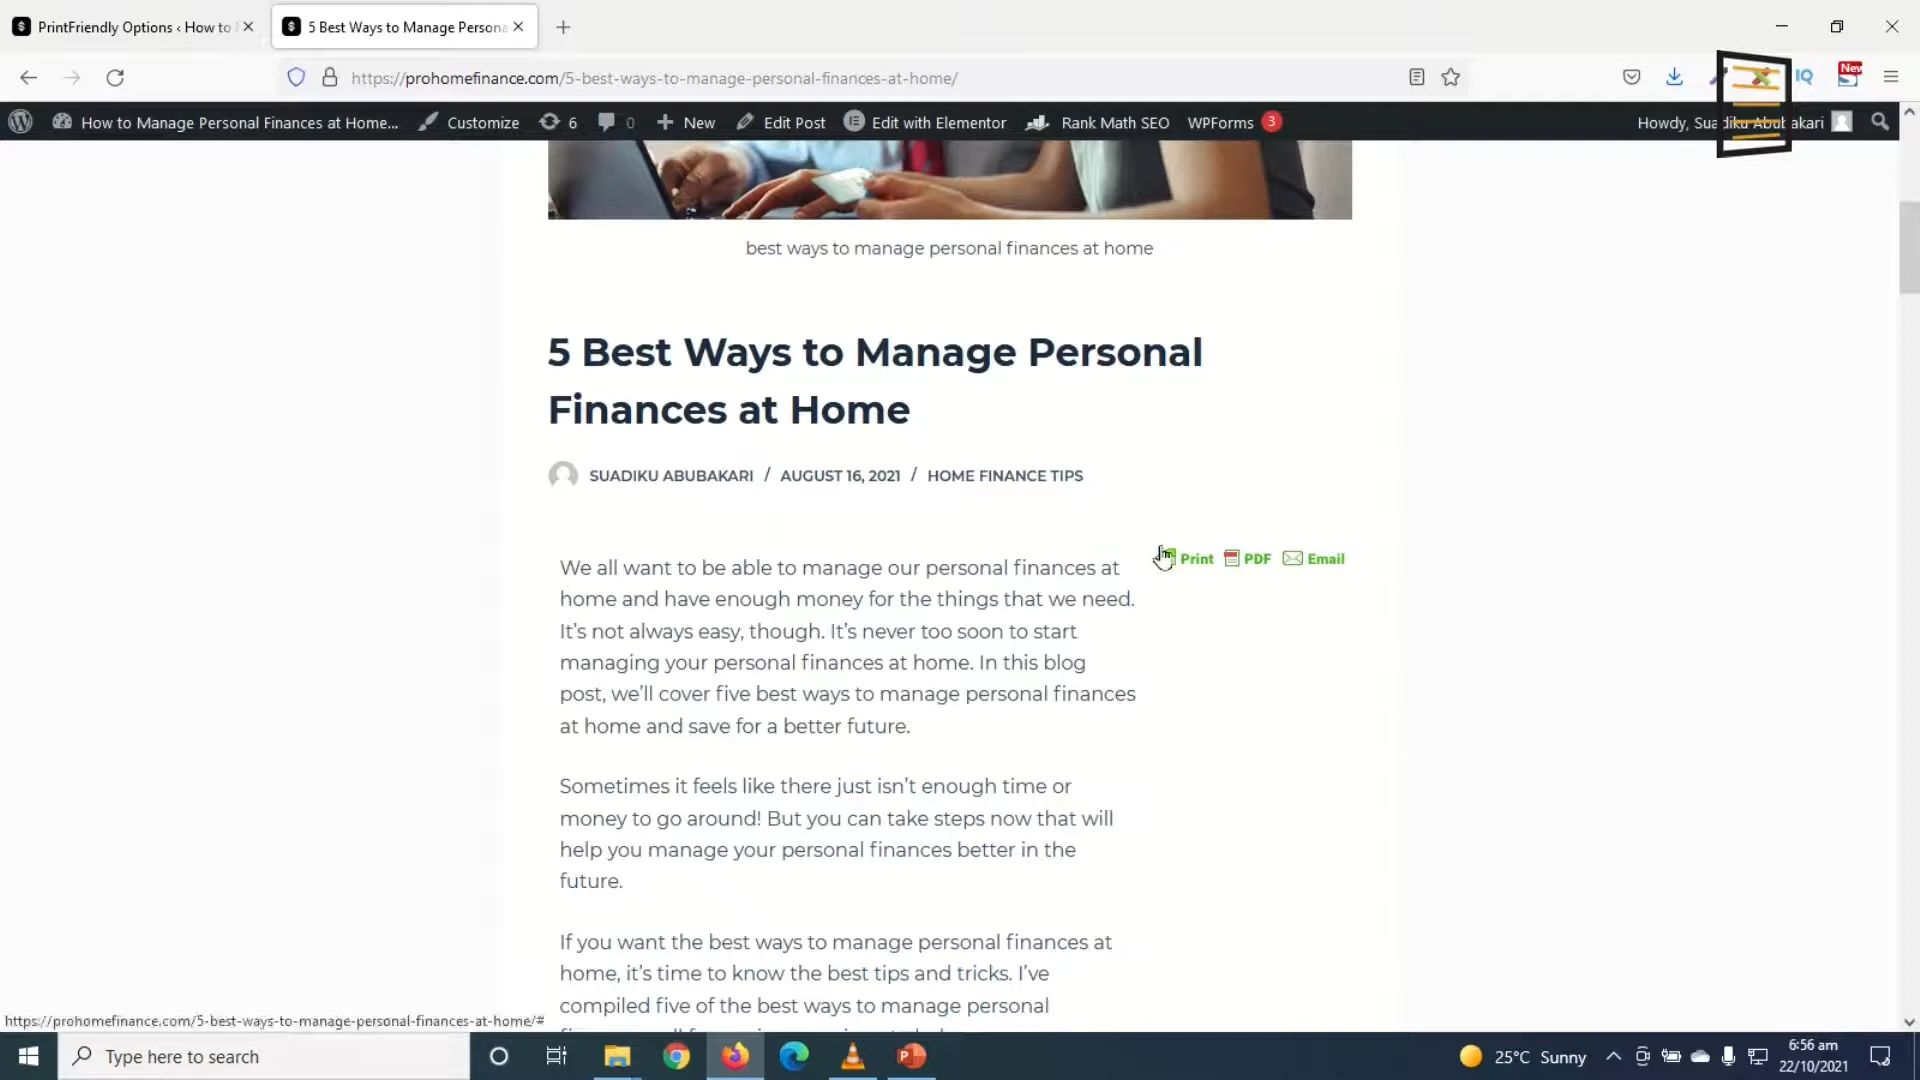 PrintFriendly Options ‹ How to
5 Best Ways to Manage Persona
https://prohomefinance.com/5-best-ways-to-manage-personal-finances-at-home/
IQ
New
How to Manage Personal Finances at Home...
Customize
6
0
New
Edit Post
Edit with Elementor
Rank Math SEO
WPForms 3
Howdy, Suadiku Abubakari
best ways to manage personal finances at home
5 Best Ways to Manage Personal
Finances at Home
SUADIKU ABUBAKARI / AUGUST 16, 2021 / HOME FINANCE TIPS
Print PDF Email
We all want to be able to manage our personal finances at
home and have enough money for the things that we need.
It's not always easy, though. It's never too soon to start
managing your personal finances at home. In this blog
post, we'll cover five best ways to manage personal finances
at home and save for a better future.
Sometimes it feels like there just isn't enough time or
money to go around! But you can take steps now that will
help you manage your personal finances better in the
future.
If you want the best ways to manage personal finances at
home, it's time to know the best tips and tricks. I've
compiled five of the best ways to manage personal
https://prohomefinance.com/5-best-ways-to-manage-personal-finances-at-home/#
Type here to search
25°C Sunny
6:56 am
22/10/2021